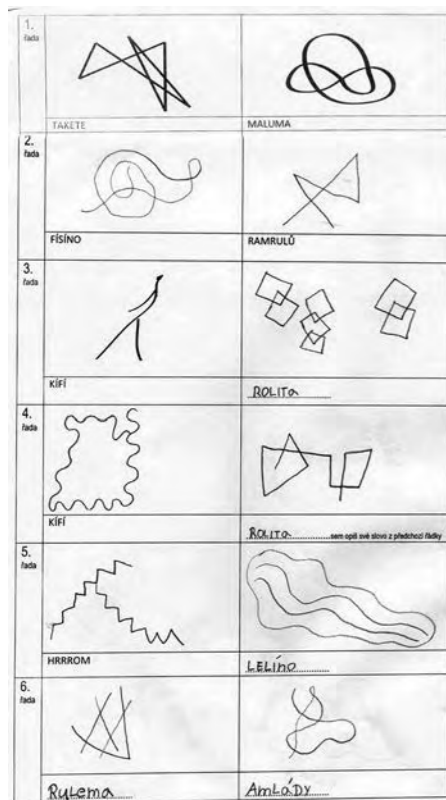 1.
řada
TAKETE
MALUMA
2.
řada
FÍSÍNO
RAMRULŮ
3.
řada
KÍFÍ
ROLITA
4.
řada
KÍFÍ
ROLITA sem opiš své slovo z předchozí řádky
5.
řada
HRRROM
LELÍNO
6.
řada
RYLEMA
AMLÁDY